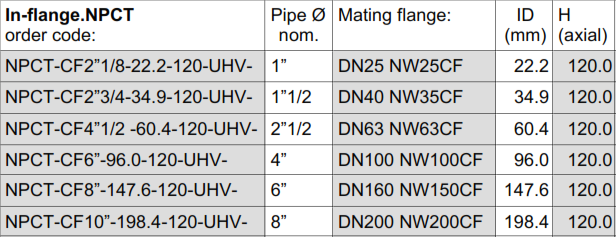 In-flange.NPCT Pipe Ø Mating flange: ID H
order code: nom. (mm) (axial)
NPCT-CF2”1/8-22.2-120-UHV- 1” DN25 NW25CF 22.2 120.0
NPCT-CF2”3/4-34.9-120-UHV- 1”1/2 DN40 NW35CF 34.9 120.0
NPCT-CF4”1/2 -60.4-120-UHV- 2”1/2 DN63 NW63CF 60.4 120.0
NPCT-CF6”-96.0-120-UHV- 4” DN100 NW100CF 96.0 120.0
NPCT-CF8”-147.6-120-UHV- 6” DN160 NW150CF 147.6 120.0
NPCT-CF10”-198.4-120-UHV- 8” DN200 NW200CF 198.4 120.0